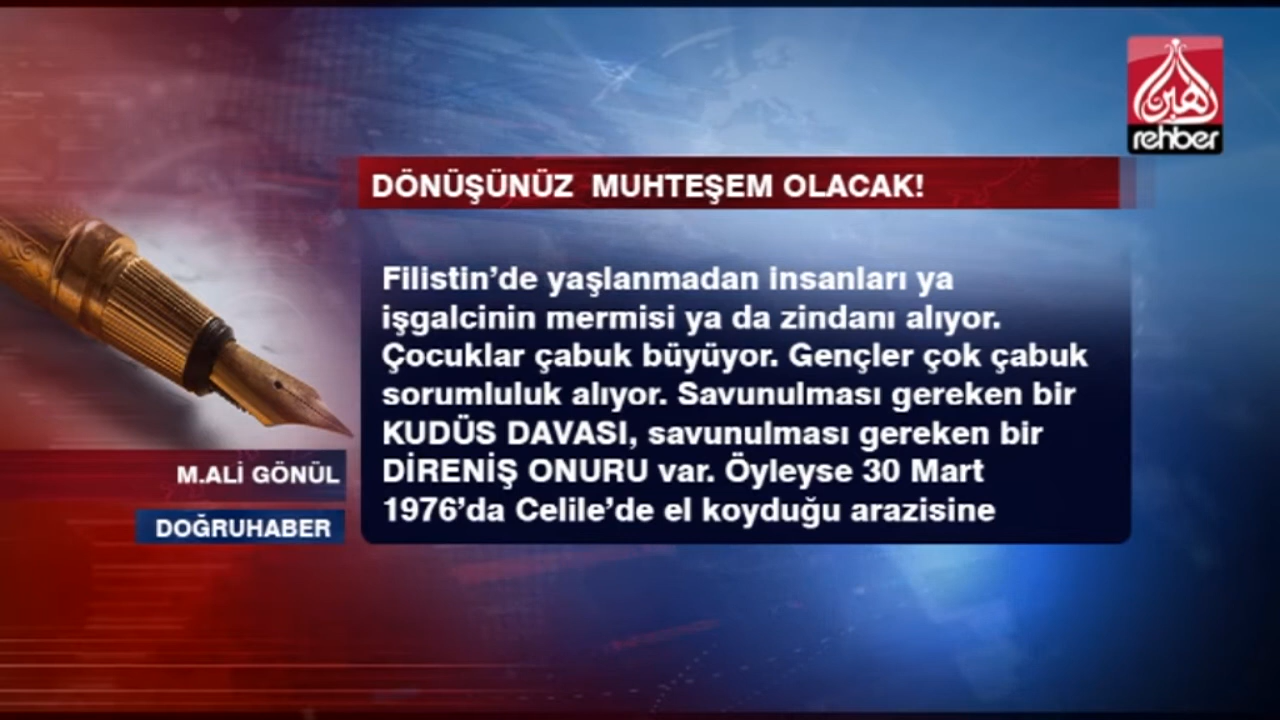 رهبر
rehber
DÖNÜŞÜNÜZ MUHTEŞEM OLACAK!
Filistin’de yaşlanmadan insanları ya
işgalcinin mermisi ya da zindanı alıyor.
Çocuklar çabuk büyüyor. Gençler çok çabuk
sorumluluk alıyor. Savunulması gereken bir
KUDÜS DAVASI, savunulması gereken bir
DİRENİŞ ONURU var. Öyleyse 30 Mart
1976’da Celile’de el koyduğu arazisine
M.ALİ GÖNÜL
DOĞRUHABER